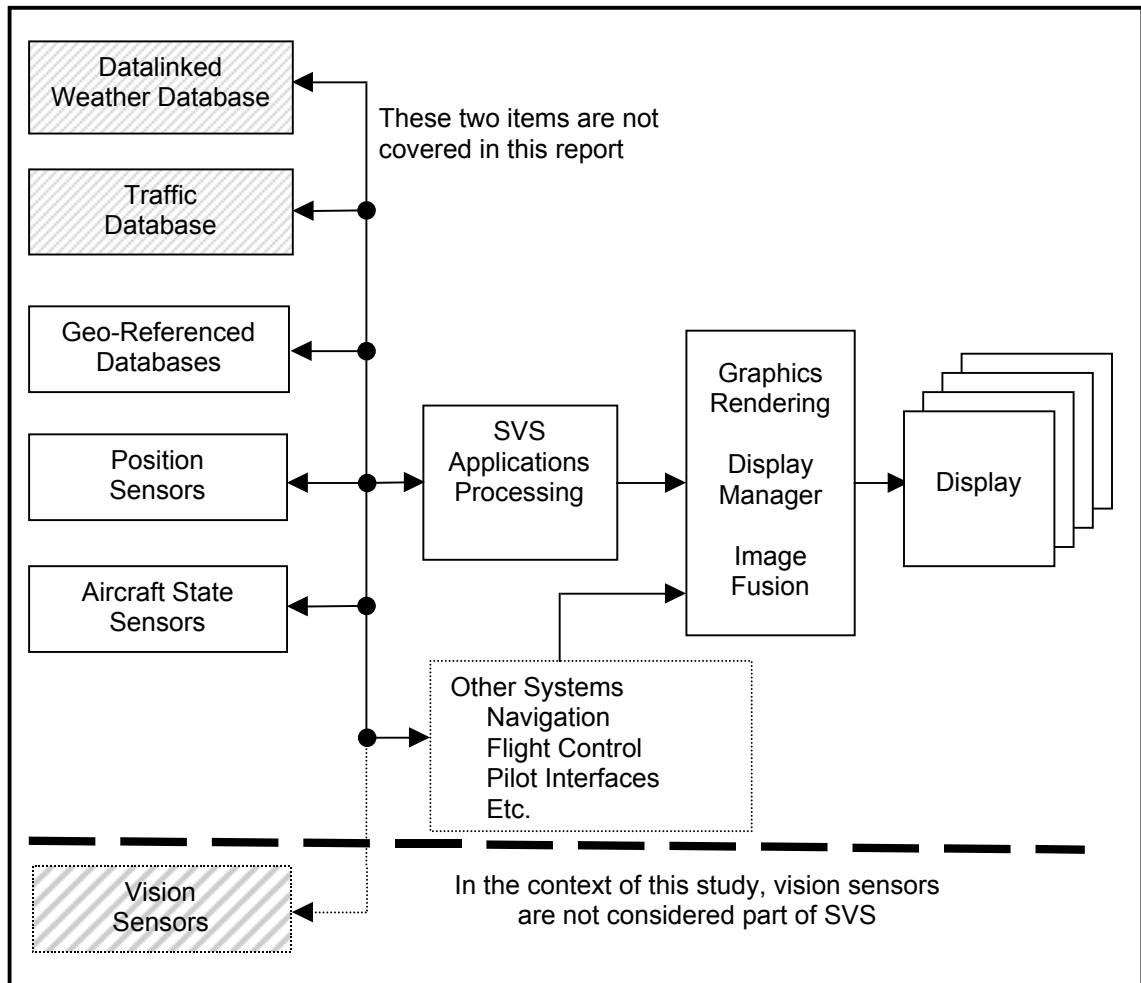 Datalinked
Weather Database
These two items are not
covered in this report
Traffic
Database
Geo-Referenced
Databases
Position
Sensors
Aircraft State
Sensors
SVS
Applications
Processing
Graphics
Rendering
Display
Manager
Image
Fusion
Display
Other Systems
Navigation
Flight Control
Pilot Interfaces
Etc.
Vision
Sensors
In the context of this study, vision sensors
are not considered part of SVS